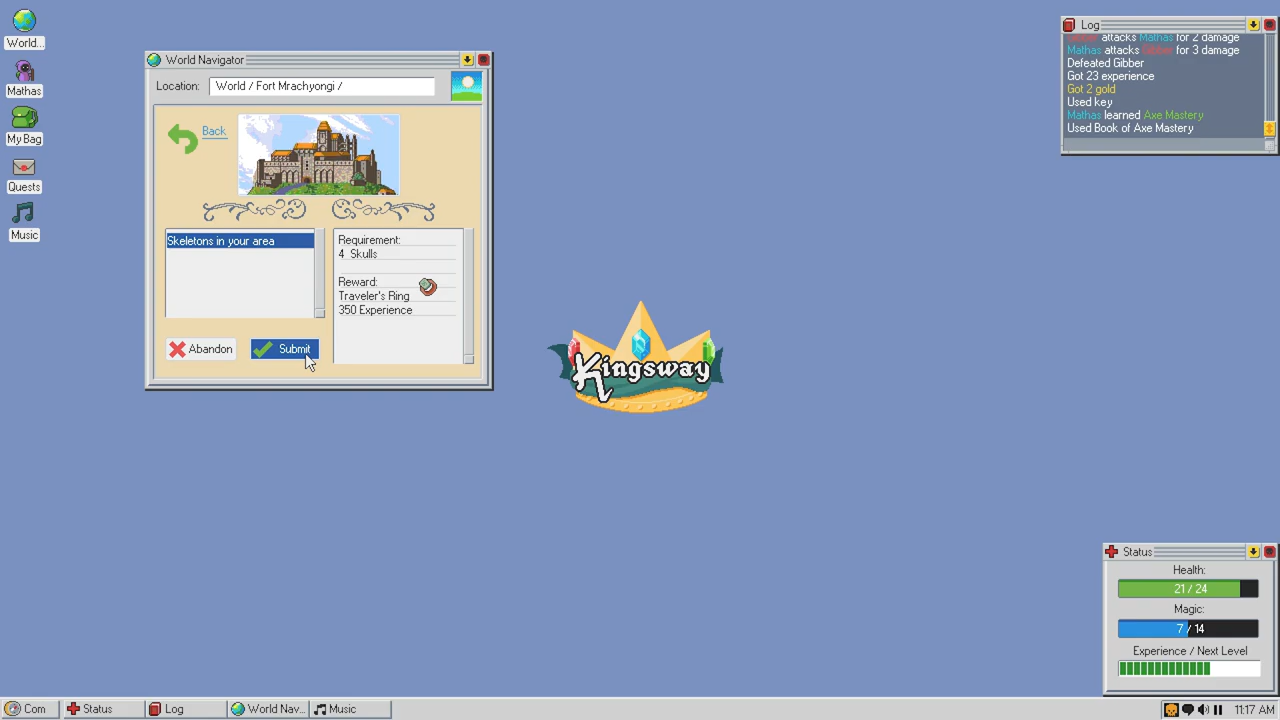 World...
Mathas
My Bag
Quests
Music
World Navigator
Location: World / Fort Mrachyongi /
Back
Skeletons in your area
Abandon
Submit
Requirement:
4 Skulls
Reward:
Traveler's Ring
350 Experience
Kingsway
Log
attacks Mathas for 2 damage
Mathas attacks Gibber for 3 damage
Defeated Gibber
Got 23 experience
Got 2 gold
Used key
Mathas learned Axe Mastery
Used Book of Axe Mastery
Status
Health:
21 / 24
Magic:
7 / 14
Experience / Next Level
Com
Status
Log
World Nav...
Music
11:17 AM